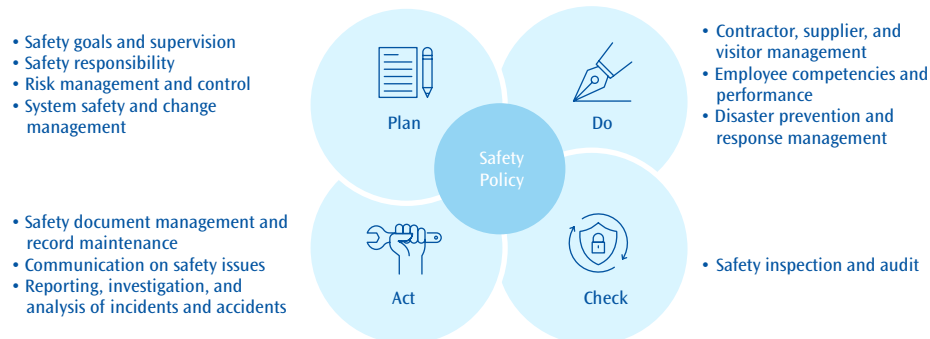 • Safety goals and supervision
• Safety responsibility
• Risk management and control
• System safety and change
management
Plan
Do
• Contractor, supplier, and
visitor management
• Employee competencies and
performance
• Disaster prevention and
response management
Safety
Policy
• Safety document management and
record maintenance
• Communication on safety issues
• Reporting, investigation, and
analysis of incidents and accidents
Act
Check
• Safety inspection and audit